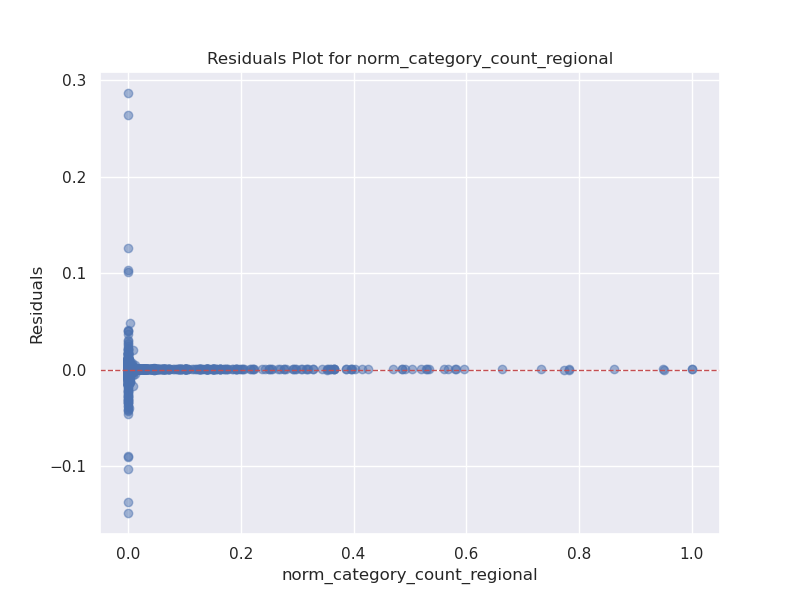 Residuals Plot for norm_category_count_regional
0.3
0.2
0.1
0.0
−0.1
Residuals
0.0 0.2 0.4 0.6 0.8 1.0
norm_category_count_regional